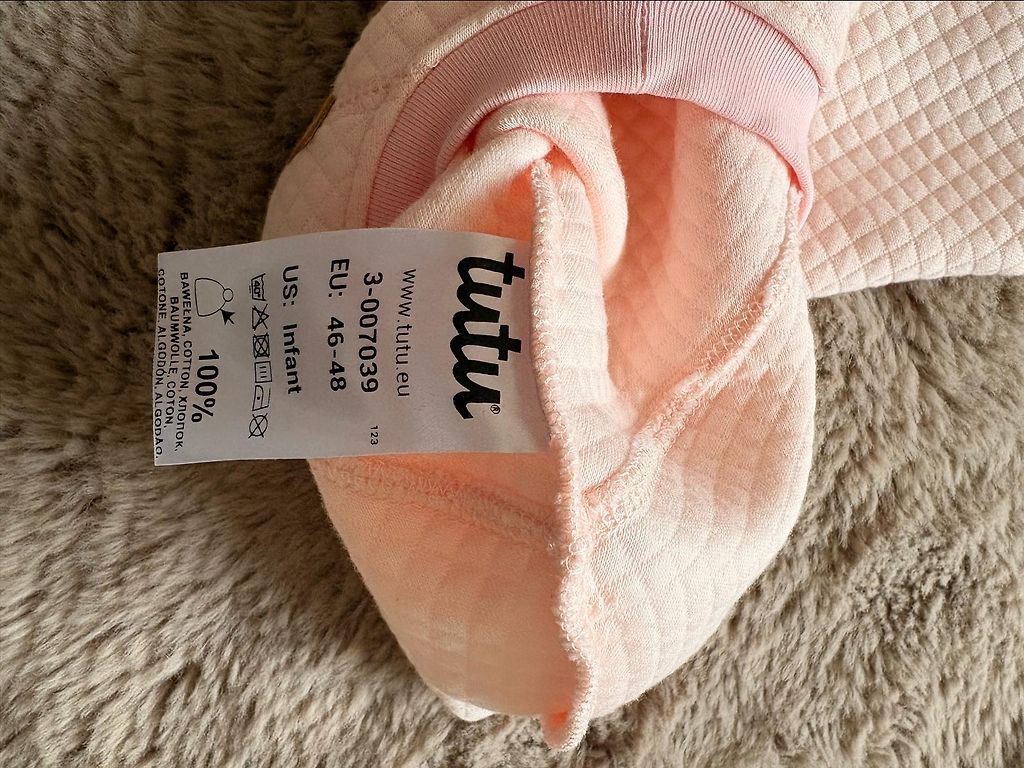 tutu®
www.tutu.eu
3-007039
123
EU: 46-48
US: Infant
40°
100%
BAWEŁNA, COTTON, ХЛОПОК,
BAUMWOLLE, COTON,
COTONE, ALGODÓN, ALGODÃO.